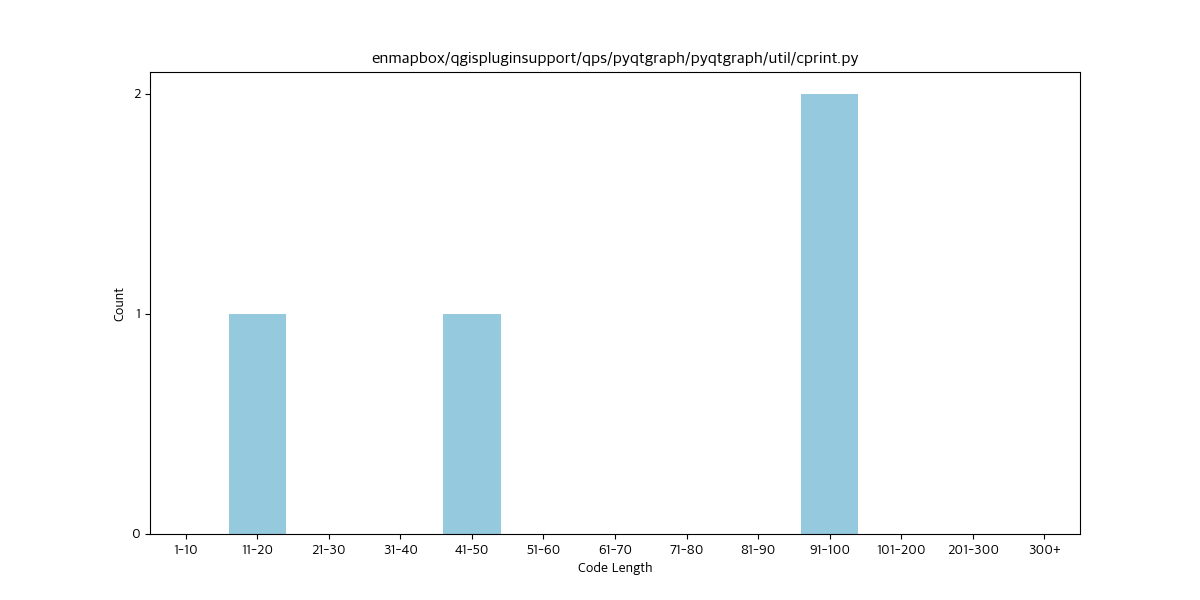 enmapbox/qgispluginsupport/qps/pyqtgraph/pyqtgraph/util/cprint.py
2
1
0
Count
1-10 11-20 21-30 31-40 41-50 51-60 61-70 71-80 81-90 91-100 101-200 201-300 300+
Code Length